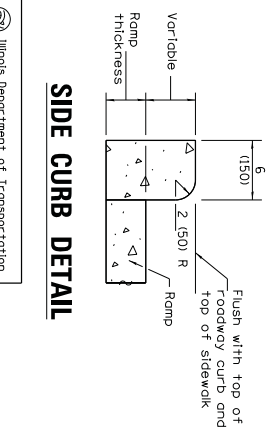 6
(150)
Flush with top of
roadway curb and
top of sidewalk
Variable
Ramp
thickness
2 (50) R
Ramp
SIDE CURB DETAIL
Illinois Department of Transportation